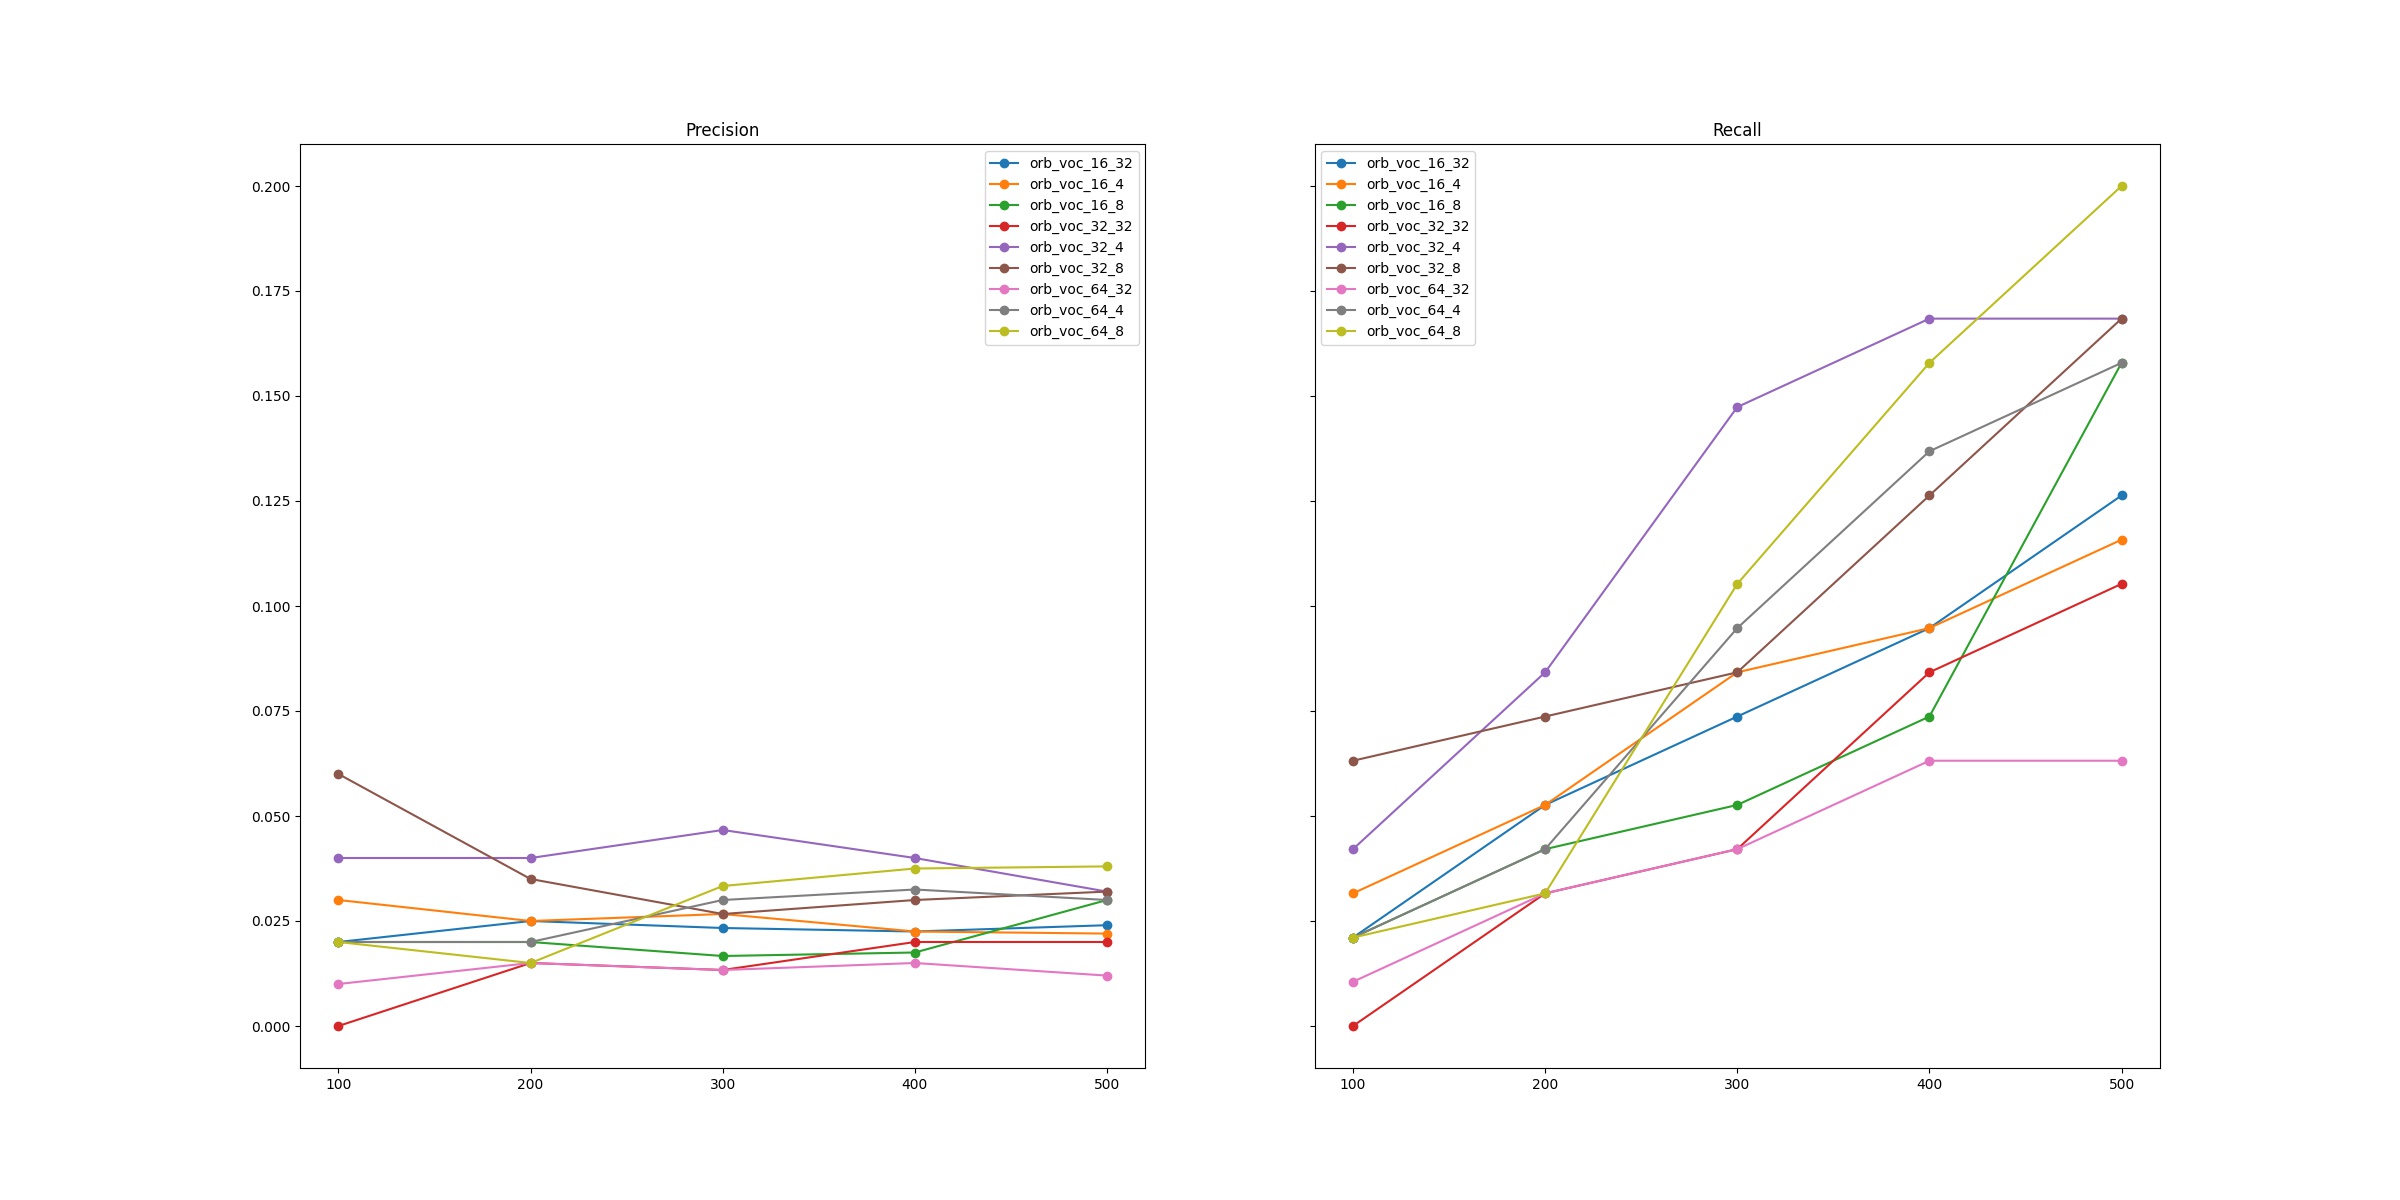 Precision
0.200
0.175
0.150
0.125
0.100
0.075
0.050
0.025
0.000
100 200 300 400 500
orb_voc_16_32
orb_voc_16_4
orb_voc_16_8
orb_voc_32_32
orb_voc_32_4
orb_voc_32_8
orb_voc_64_32
orb_voc_64_4
orb_voc_64_8
Recall
orb_voc_16_32
orb_voc_16_4
orb_voc_16_8
orb_voc_32_32
orb_voc_32_4
orb_voc_32_8
orb_voc_64_32
orb_voc_64_4
orb_voc_64_8
100 200 300 400 500